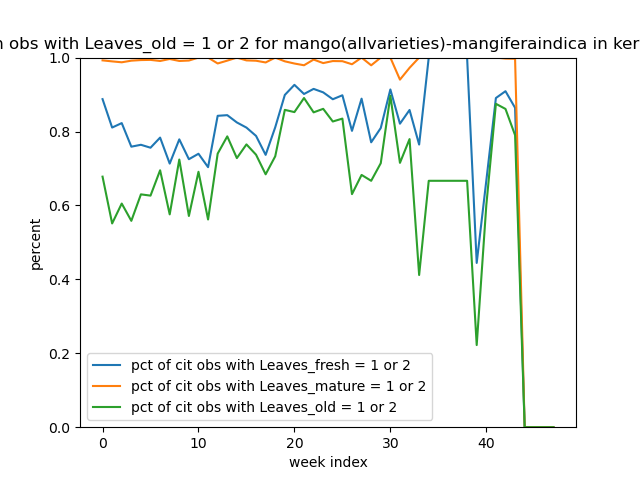 obs with Leaves_old = 1 or 2 for mango(allvarieties)-mangiferaindica in ker
1.0
0.8
0.6
0.4
0.2
0.0
percent
pct of cit obs with Leaves_fresh = 1 or 2
pct of cit obs with Leaves_mature = 1 or 2
pct of cit obs with Leaves_old = 1 or 2
0 10 20 30 40
week index